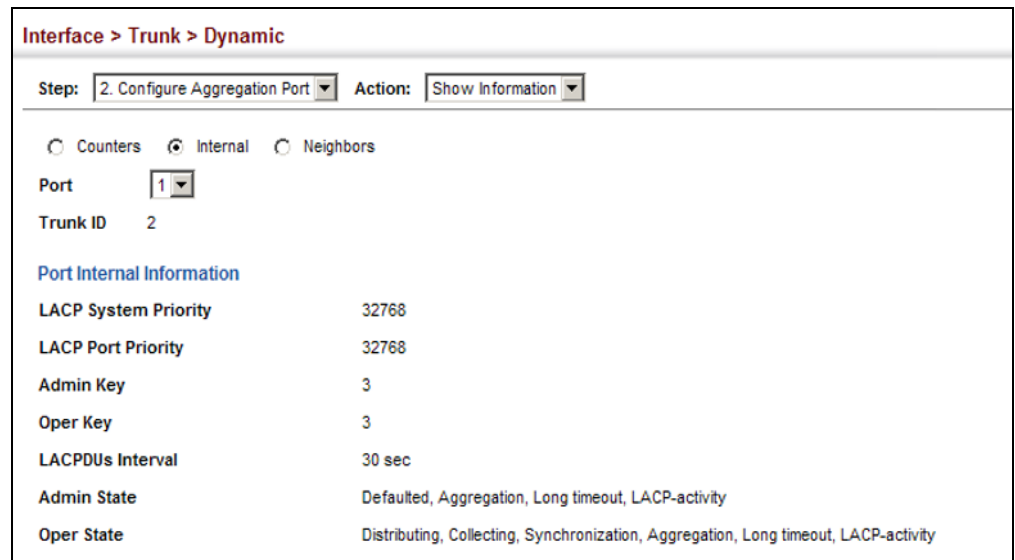 Interface > Trunk > Dynamic
Step: 2. Configure Aggregation Port Action: Show Information
Counters Internal Neighbors
Port 1
Trunk ID 2
Port Internal Information
LACP System Priority 32768
LACP Port Priority 32768
Admin Key 3
Oper Key 3
LACPDUs Interval 30 sec
Admin State Defaulted, Aggregation, Long timeout, LACP-activity
Oper State Distributing, Collecting, Synchronization, Aggregation, Long timeout, LACP-activity